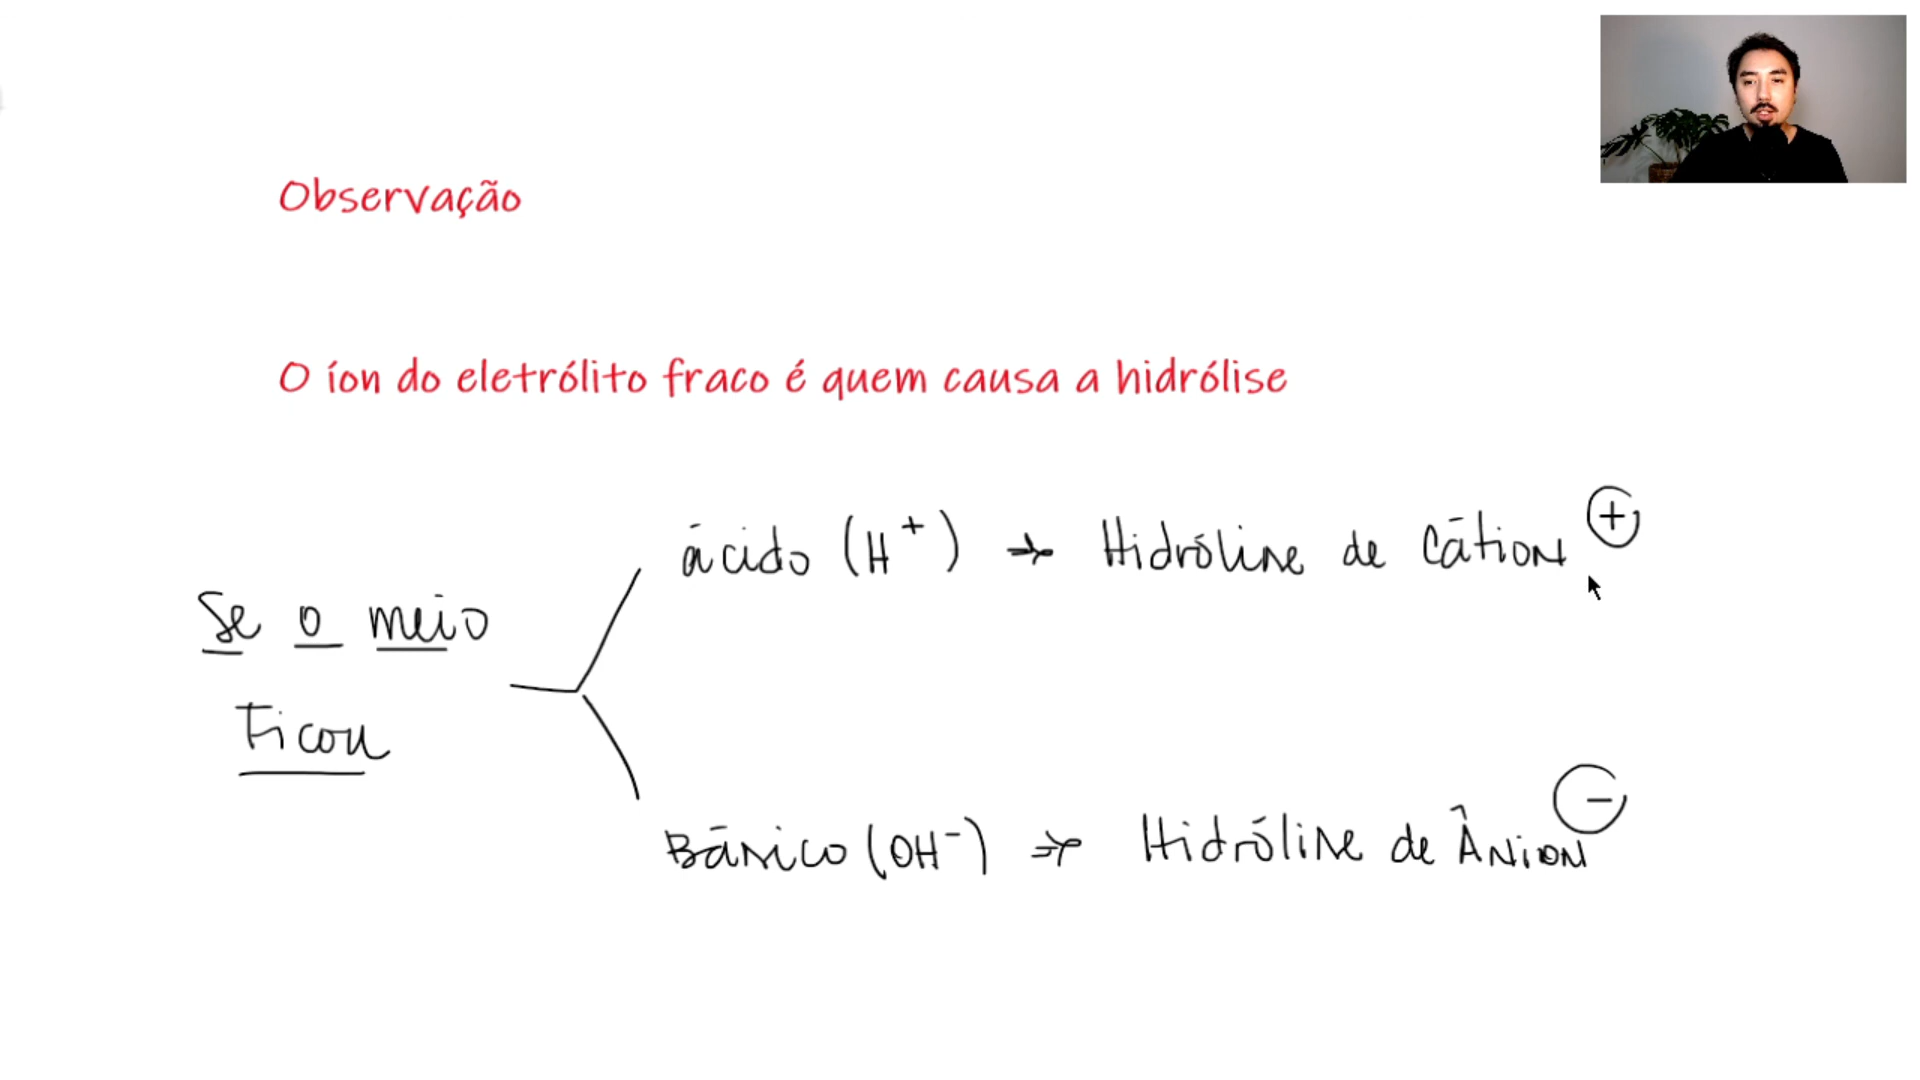 Observação
O íon do eletrólito fraco é quem causa a hidrólise
ácido (H⁺) → Hidrólise de Cátion ⊕
Se o meio
Ficou
Básico (OH⁻) ⇒ Hidrólise de Ânion ⊖